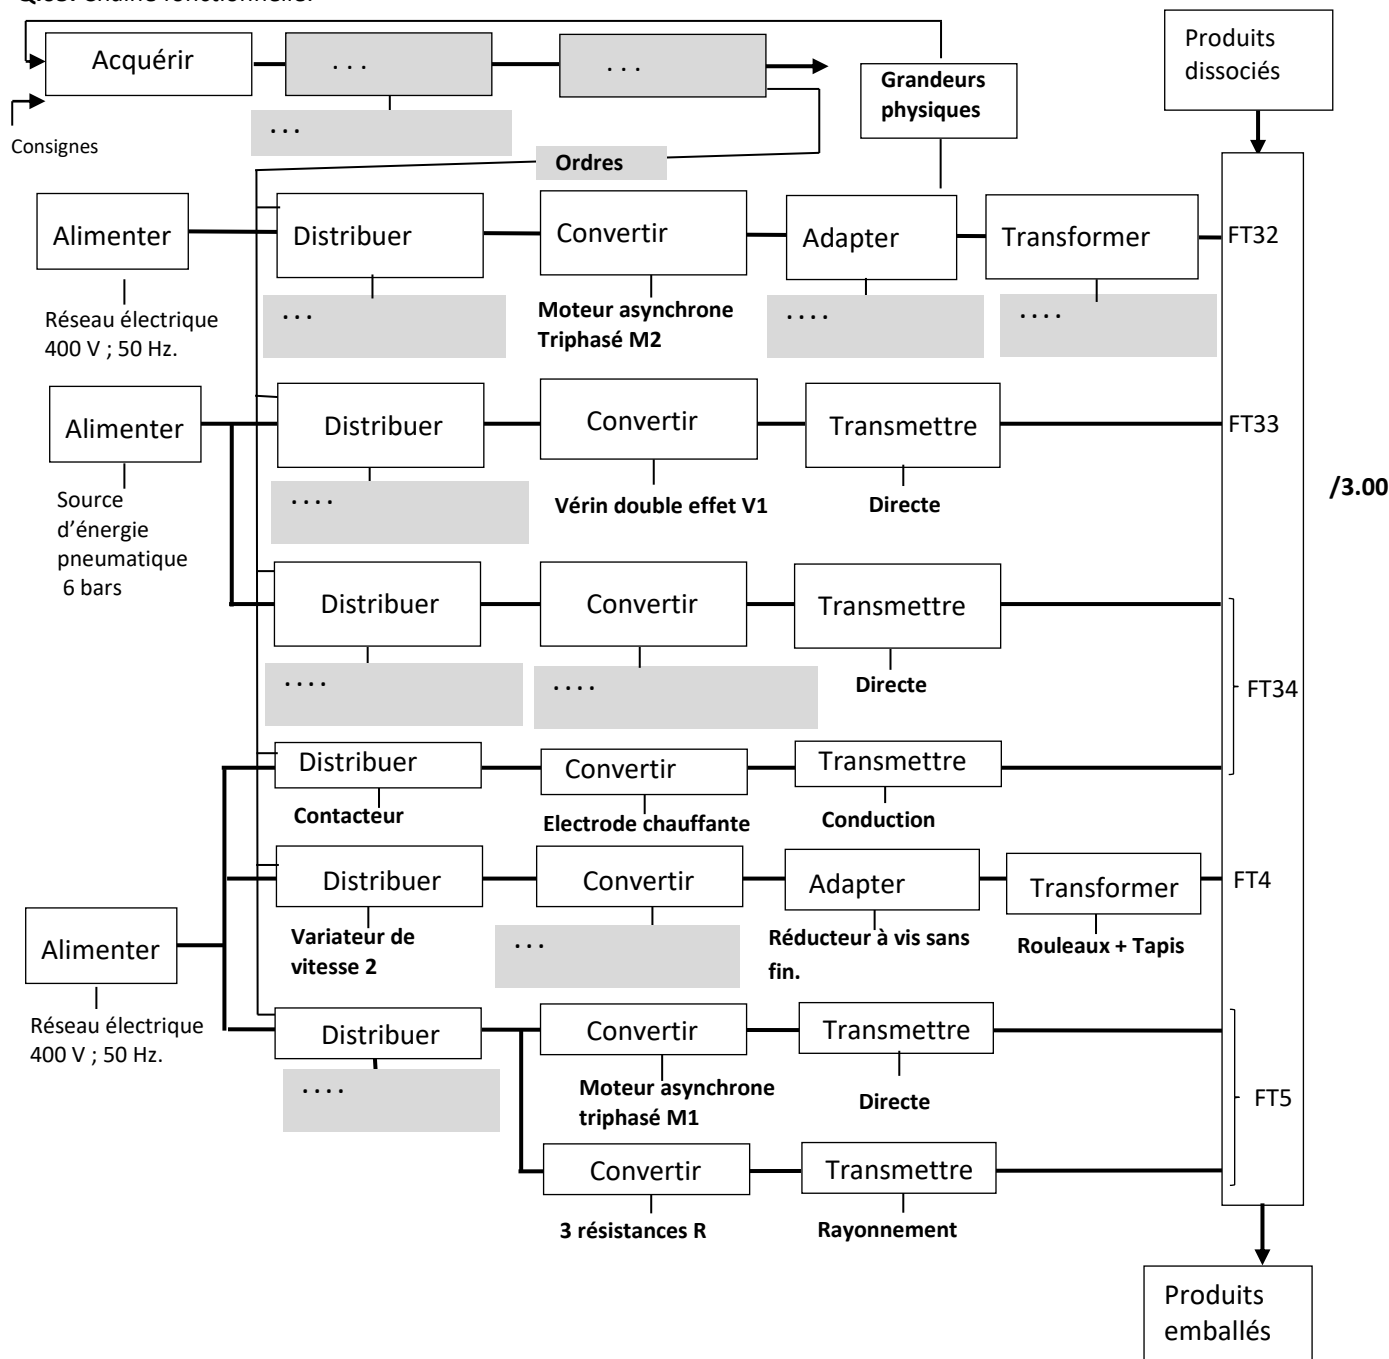 Acquérir
. . .
. . .
Produits
dissociés
Grandeurs
physiques
. . .
Consignes
Ordres
Alimenter
Distribuer
Convertir
Adapter
Transformer
FT32
Réseau électrique
400 V ; 50 Hz.
. . .
Moteur asynchrone
Triphasé M2
. . . .
. . . .
Alimenter
Distribuer
Convertir
Transmettre
FT33
Source
d’énergie
pneumatique
6 bars
. . . .
Vérin double effet V1
Directe
/3.00
Distribuer
Convertir
Transmettre
. . . .
. . . .
Directe
FT34
Distribuer
Convertir
Transmettre
Contacteur
Electrode chauffante
Conduction
Distribuer
Convertir
Adapter
Transformer
FT4
Alimenter
Variateur de
vitesse 2
. . .
Réducteur à vis sans
fin.
Rouleaux + Tapis
Réseau électrique
400 V ; 50 Hz.
Distribuer
Convertir
Transmettre
. . . .
Moteur asynchrone
triphasé M1
Directe
FT5
Convertir
Transmettre
3 résistances R
Rayonnement
Produits
emballés